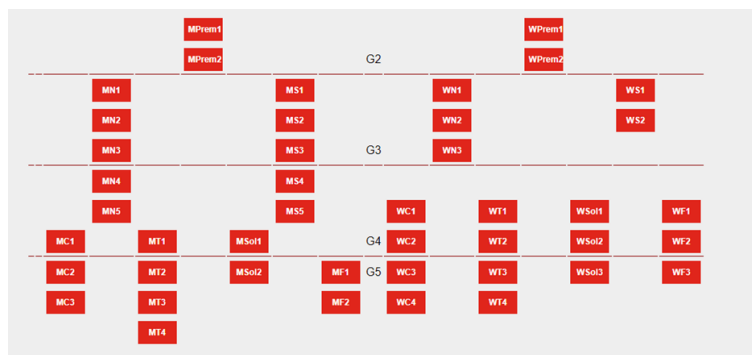 MPrem1 WPrem1
MPrem2 G2 WPrem2
MN1 MS1 WN1 WS1
MN2 MS2 WN2 WS2
MN3 MS3 G3 WN3
MN4 MS4
MN5 MS5 WC1 WT1 WSol1 WF1
MC1 MT1 MSol1 G4 WC2 WT2 WSol2 WF2
MC2 MT2 MSol2 MF1 G5 WC3 WT3 WSol3 WF3
MC3 MT3 MF2 WC4 WT4
MT4